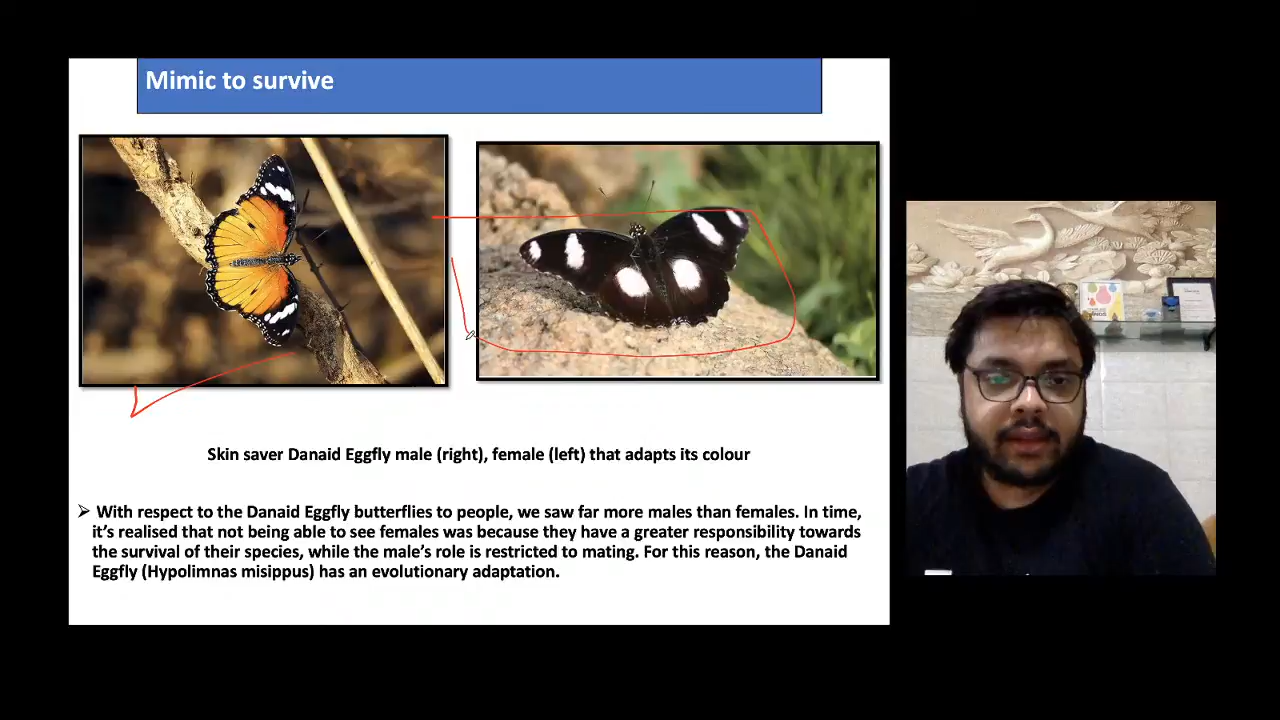 Mimic to survive
Skin saver Danaid Eggfly male (right), female (left) that adapts its colour
➢ With respect to the Danaid Eggfly butterflies to people, we saw far more males than females. In time,
it’s realised that not being able to see females was because they have a greater responsibility towards
the survival of their species, while the male’s role is restricted to mating. For this reason, the Danaid
Eggfly (Hypolimnas misippus) has an evolutionary adaptation.